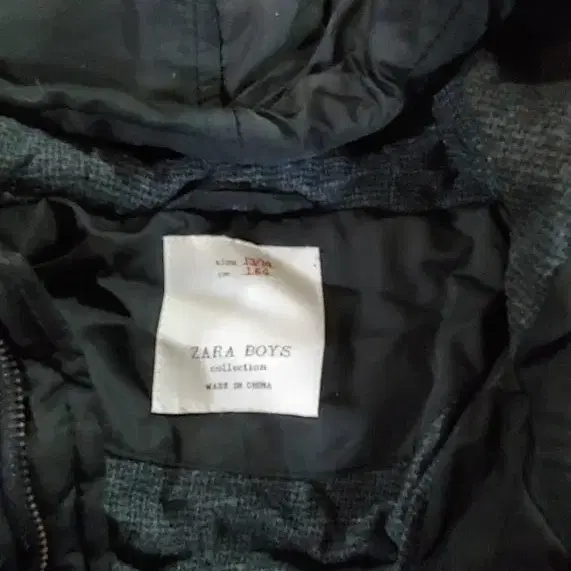 size 13/14
cm 164
ZARA BOYS
collection
MADE IN CHINA